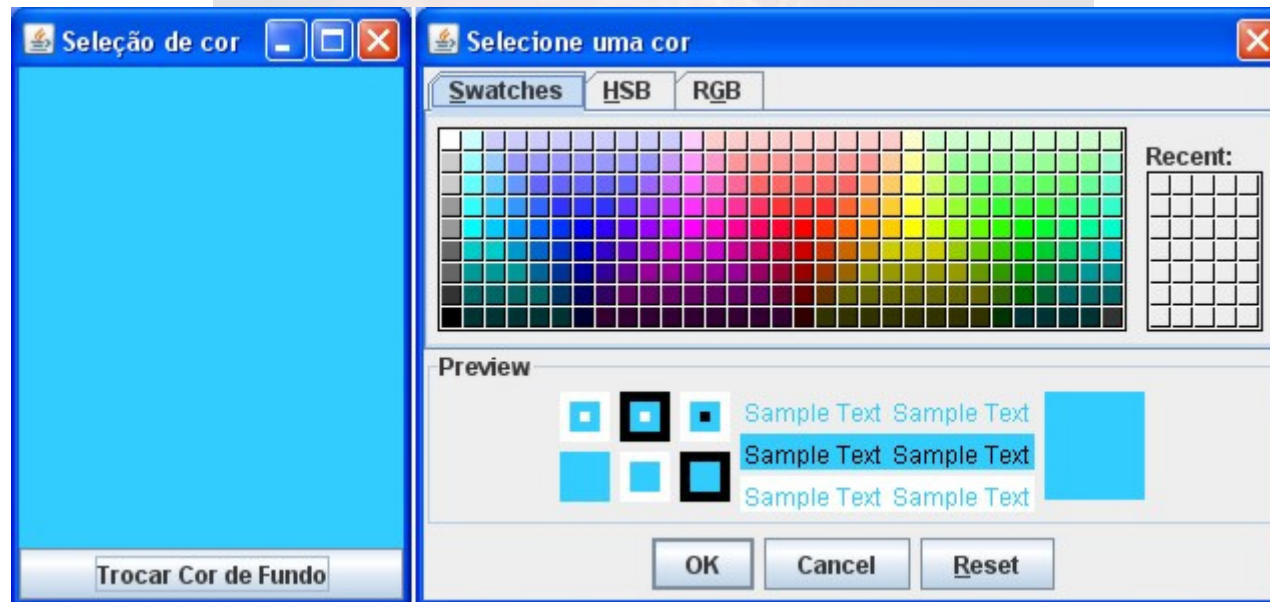 Seleção de cor
Trocar Cor de Fundo
Selecione uma cor
Swatches HSB RGB
Recent:
Preview
Sample Text Sample Text
Sample Text Sample Text
Sample Text Sample Text
OK Cancel Reset